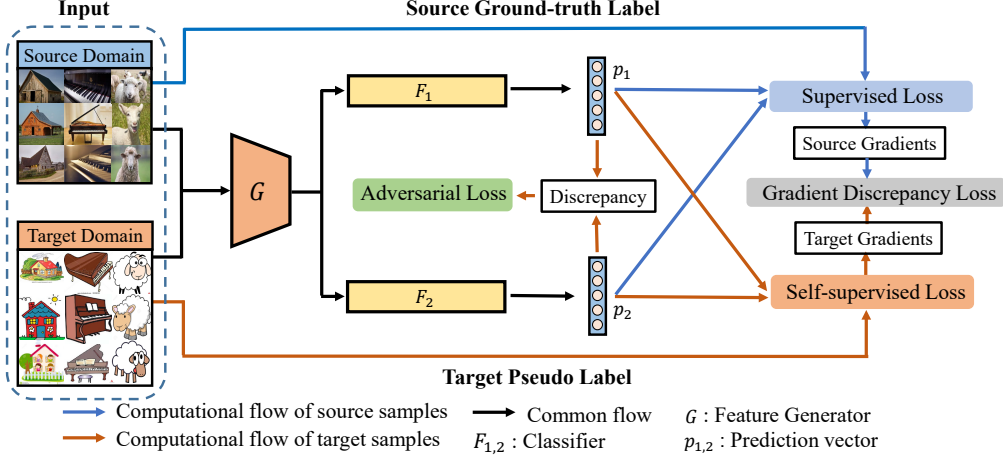 Input
Source Ground-truth Label
Source Domain
F1
p1
Supervised Loss
Source Gradients
G
Adversarial Loss
Discrepancy
Gradient Discrepancy Loss
Target Domain
Target Gradients
F2
p2
Self-supervised Loss
Target Pseudo Label
Computational flow of source samples
Common flow
G : Feature Generator
Computational flow of target samples
F1,2 : Classifier
p1,2 : Prediction vector